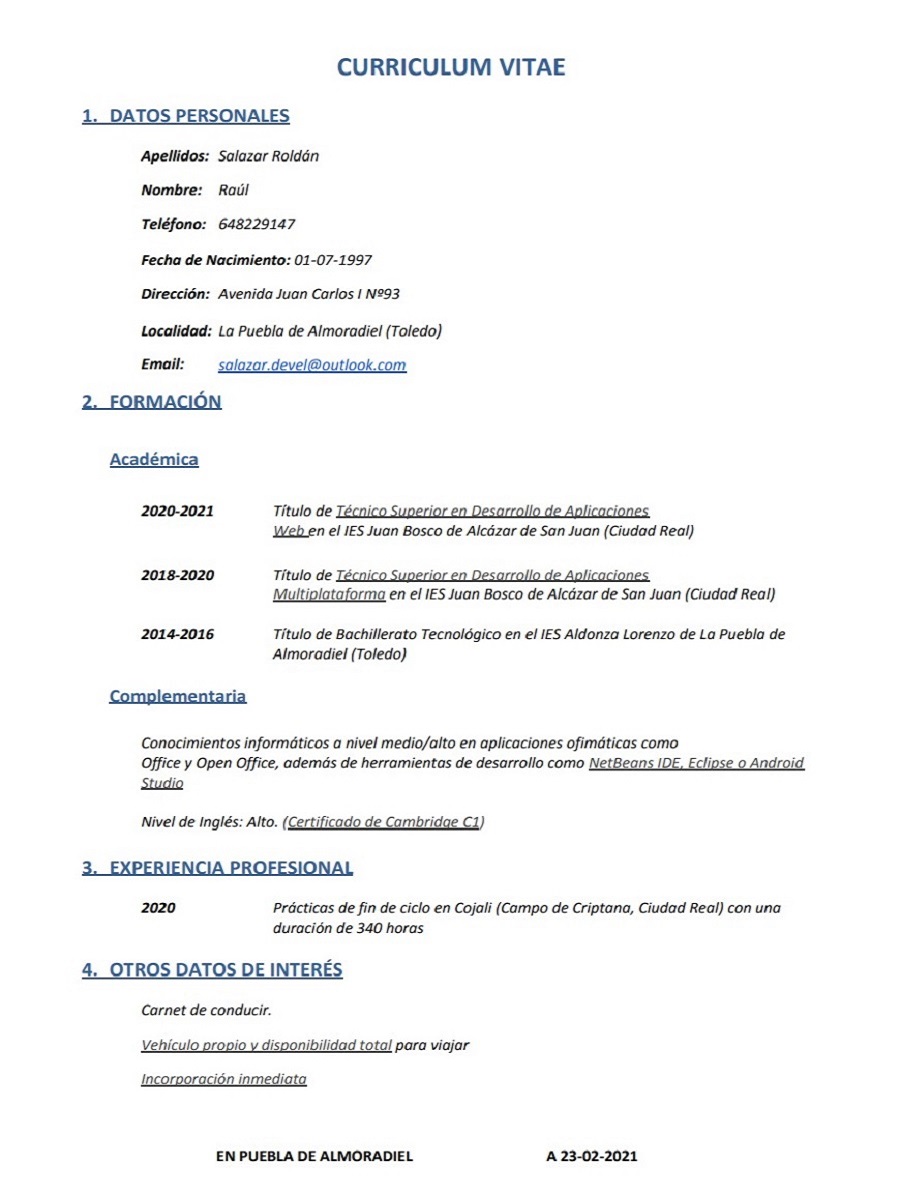 CURRICULUM VITAE
1. DATOS PERSONALES
Apellidos: Salazar Roldán
Nombre: Raúl
Teléfono: 648229147
Fecha de Nacimiento: 01-07-1997
Dirección: Avenida Juan Carlos I Nº93
Localidad: La Puebla de Almoradiel (Toledo)
Email: salazar.devel@outlook.com
2. FORMACIÓN
Académica
2020-2021 Título de Técnico Superior en Desarrollo de Aplicaciones
Web en el IES Juan Bosco de Alcázar de San Juan (Ciudad Real)
2018-2020 Título de Técnico Superior en Desarrollo de Aplicaciones
Multiplataforma en el IES Juan Bosco de Alcázar de San Juan (Ciudad Real)
2014-2016 Título de Bachillerato Tecnológico en el IES Aldonza Lorenzo de La Puebla de
Almoradiel (Toledo)
Complementaria
Conocimientos informáticos a nivel medio/alto en aplicaciones ofimáticas como
Office y Open Office, además de herramientas de desarrollo como NetBeans IDE, Eclipse o Android
Studio
Nivel de Inglés: Alto. (Certificado de Cambridge C1)
3. EXPERIENCIA PROFESIONAL
2020 Prácticas de fin de ciclo en Cojali (Campo de Criptana, Ciudad Real) con una
duración de 340 horas
4. OTROS DATOS DE INTERÉS
Carnet de conducir.
Vehículo propio y disponibilidad total para viajar
Incorporación inmediata
EN PUEBLA DE ALMORADIEL A 23-02-2021